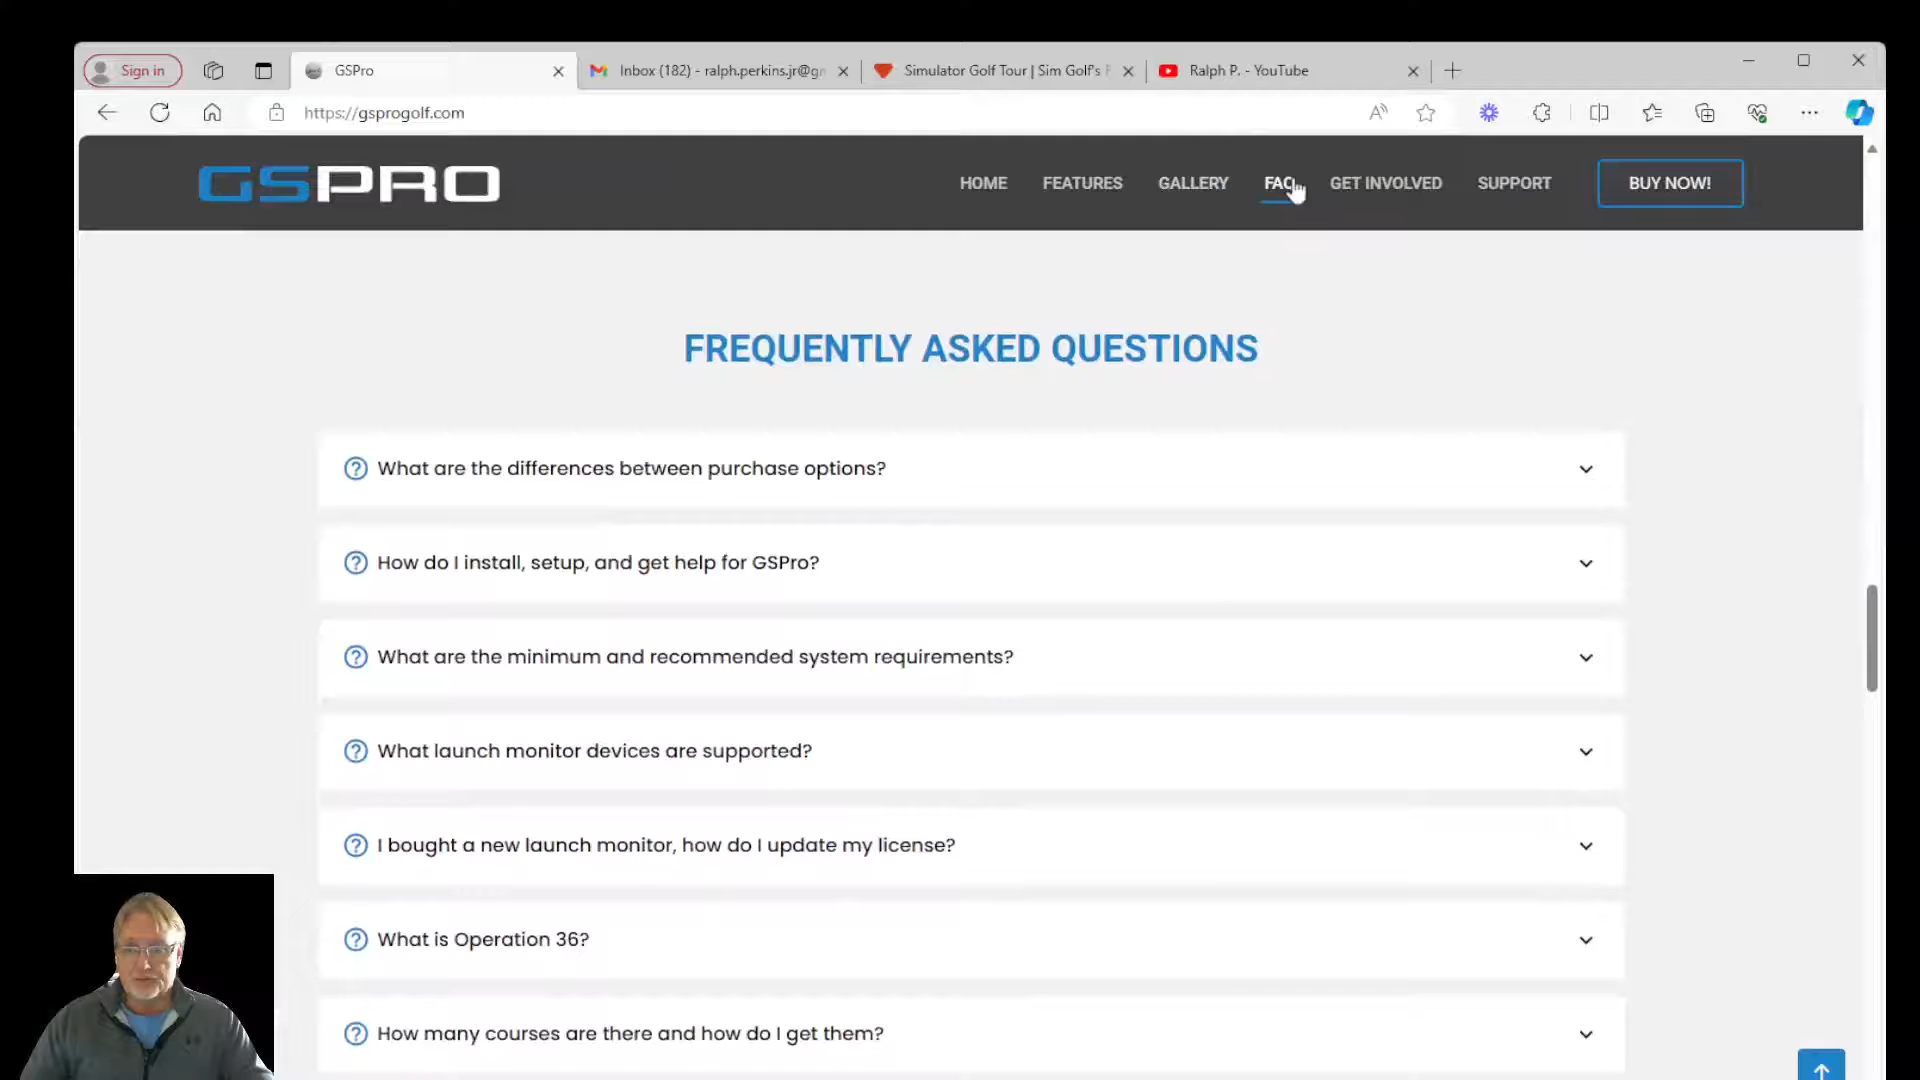 Sign in
GSPro
Inbox (182) - ralph.perkins.jr@gm
Simulator Golf Tour | Sim Golf's
Ralph P. - YouTube
https://gsprogolf.com
GSPRO
HOME
FEATURES
GALLERY
FAQ
GET INVOLVED
SUPPORT
BUY NOW!
FREQUENTLY ASKED QUESTIONS
What are the differences between purchase options?
How do I install, setup, and get help for GSPro?
What are the minimum and recommended system requirements?
What launch monitor devices are supported?
I bought a new launch monitor, how do I update my license?
What is Operation 36?
How many courses are there and how do I get them?